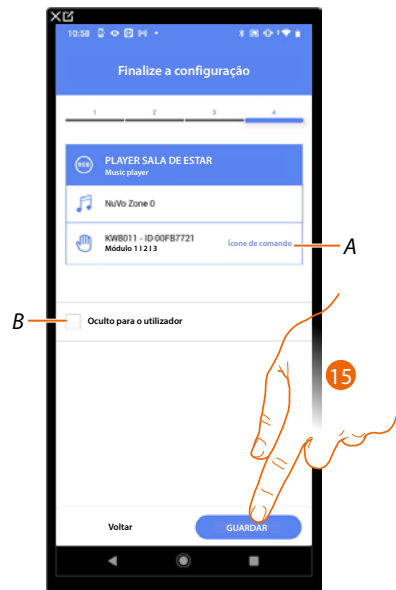 10:58
Finalize a configuração
1 2 3 4
PLAYER SALA DE ESTAR
Music player
NuVo Zone 0
KW8011 - ID 00FB7721
Módulo 1 I 2 I 3
Ícone de comando
A
B
Oculto para o utilizador
15
Voltar
GUARDAR